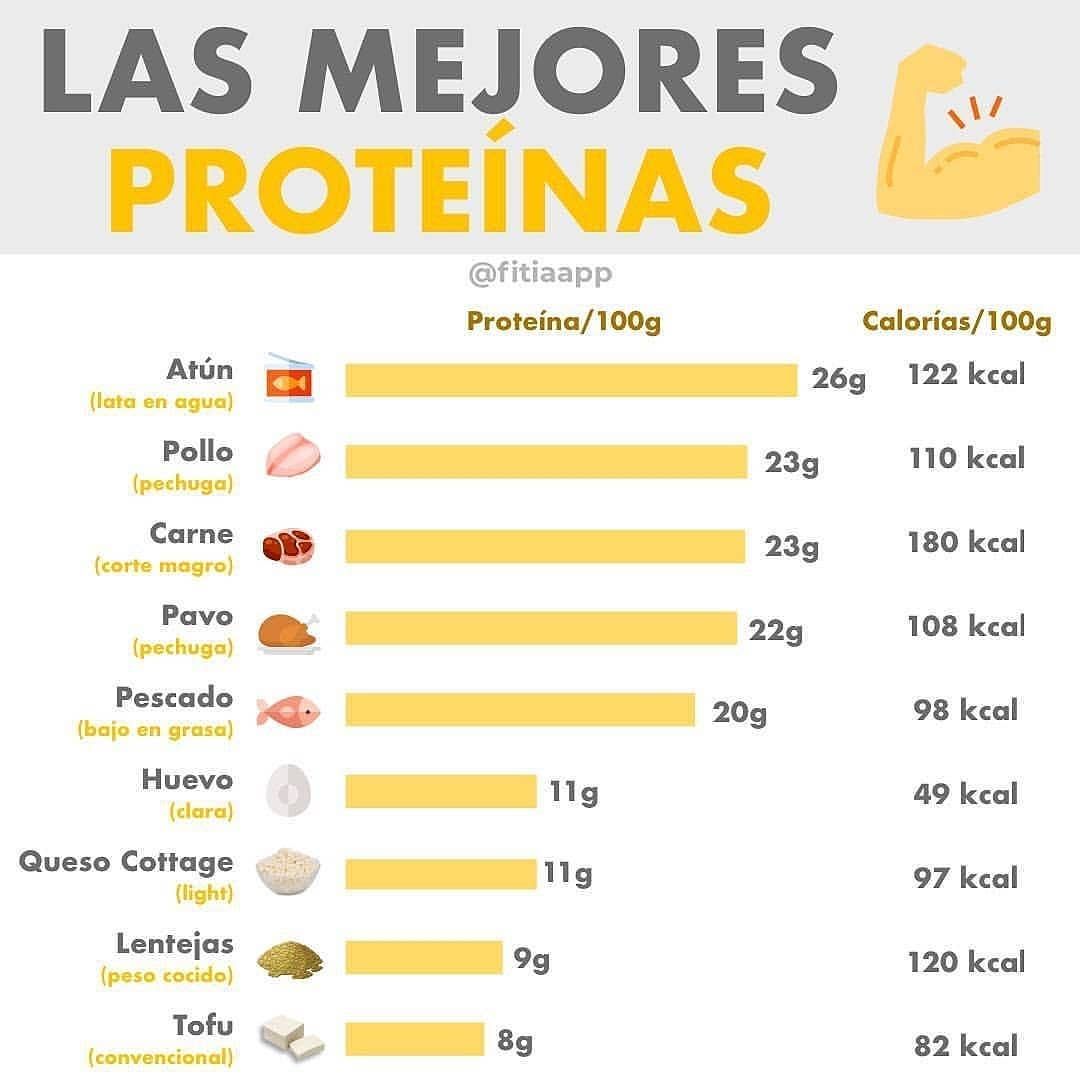 LAS MEJORES
PROTEÍNAS
@fitiaapp
Proteína/100g Calorías/100g
Atún 26g 122 kcal
(lata en agua)
Pollo 23g 110 kcal
(pechuga)
Carne 23g 180 kcal
(corte magro)
Pavo 22g 108 kcal
(pechuga)
Pescado 20g 98 kcal
(bajo en grasa)
Huevo 11g 49 kcal
(clara)
Queso Cottage 11g 97 kcal
(light)
Lentejas 9g 120 kcal
(peso cocido)
Tofu 8g 82 kcal
(convencional)